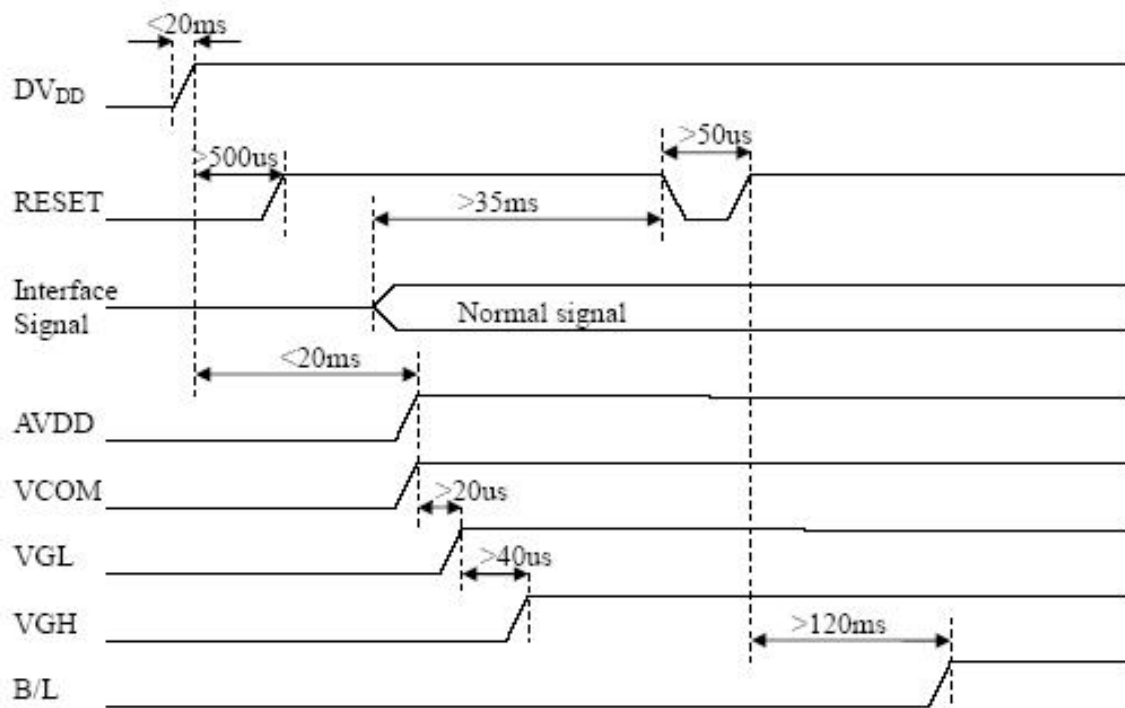 <20ms
DVDD
>50us
>500us
RESET
>35ms
Interface
Signal
Normal signal
<20ms
AVDD
VCOM
>20us
VGL
>40us
VGH
>120ms
B/L